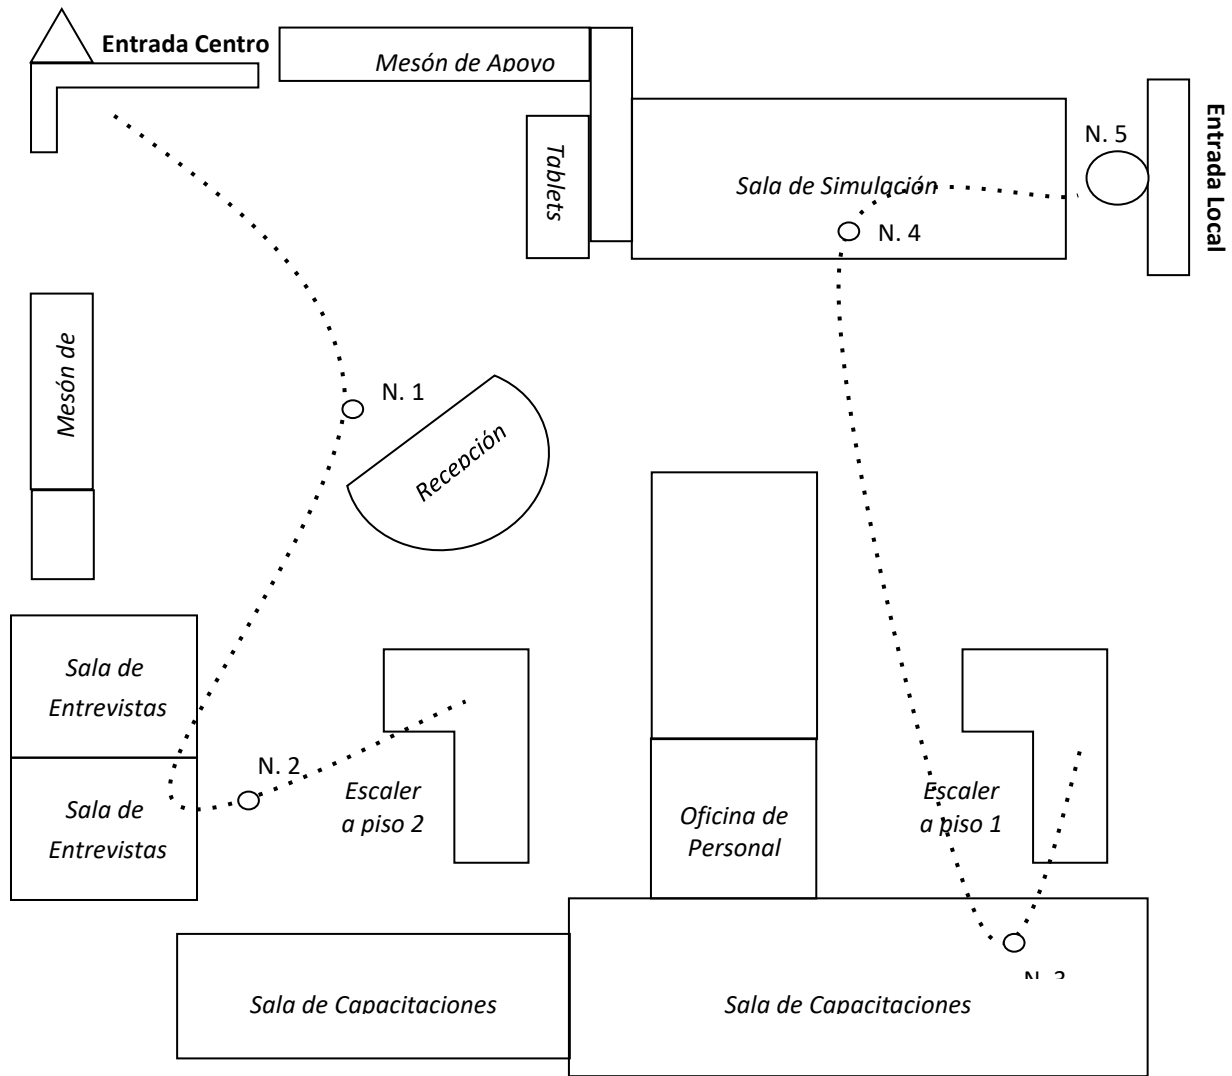 Entrada Centro
Mesón de Apoyo
Tablets
Sala de Simulación
N. 4
N. 5
Entrada Local
Mesón de
N. 1
Recepción
Sala de
Entrevistas
Sala de
Entrevistas
N. 2
Escaler
a piso 2
Oficina de
Personal
Escaler
a piso 1
N. 3
Sala de Capacitaciones
Sala de Capacitaciones